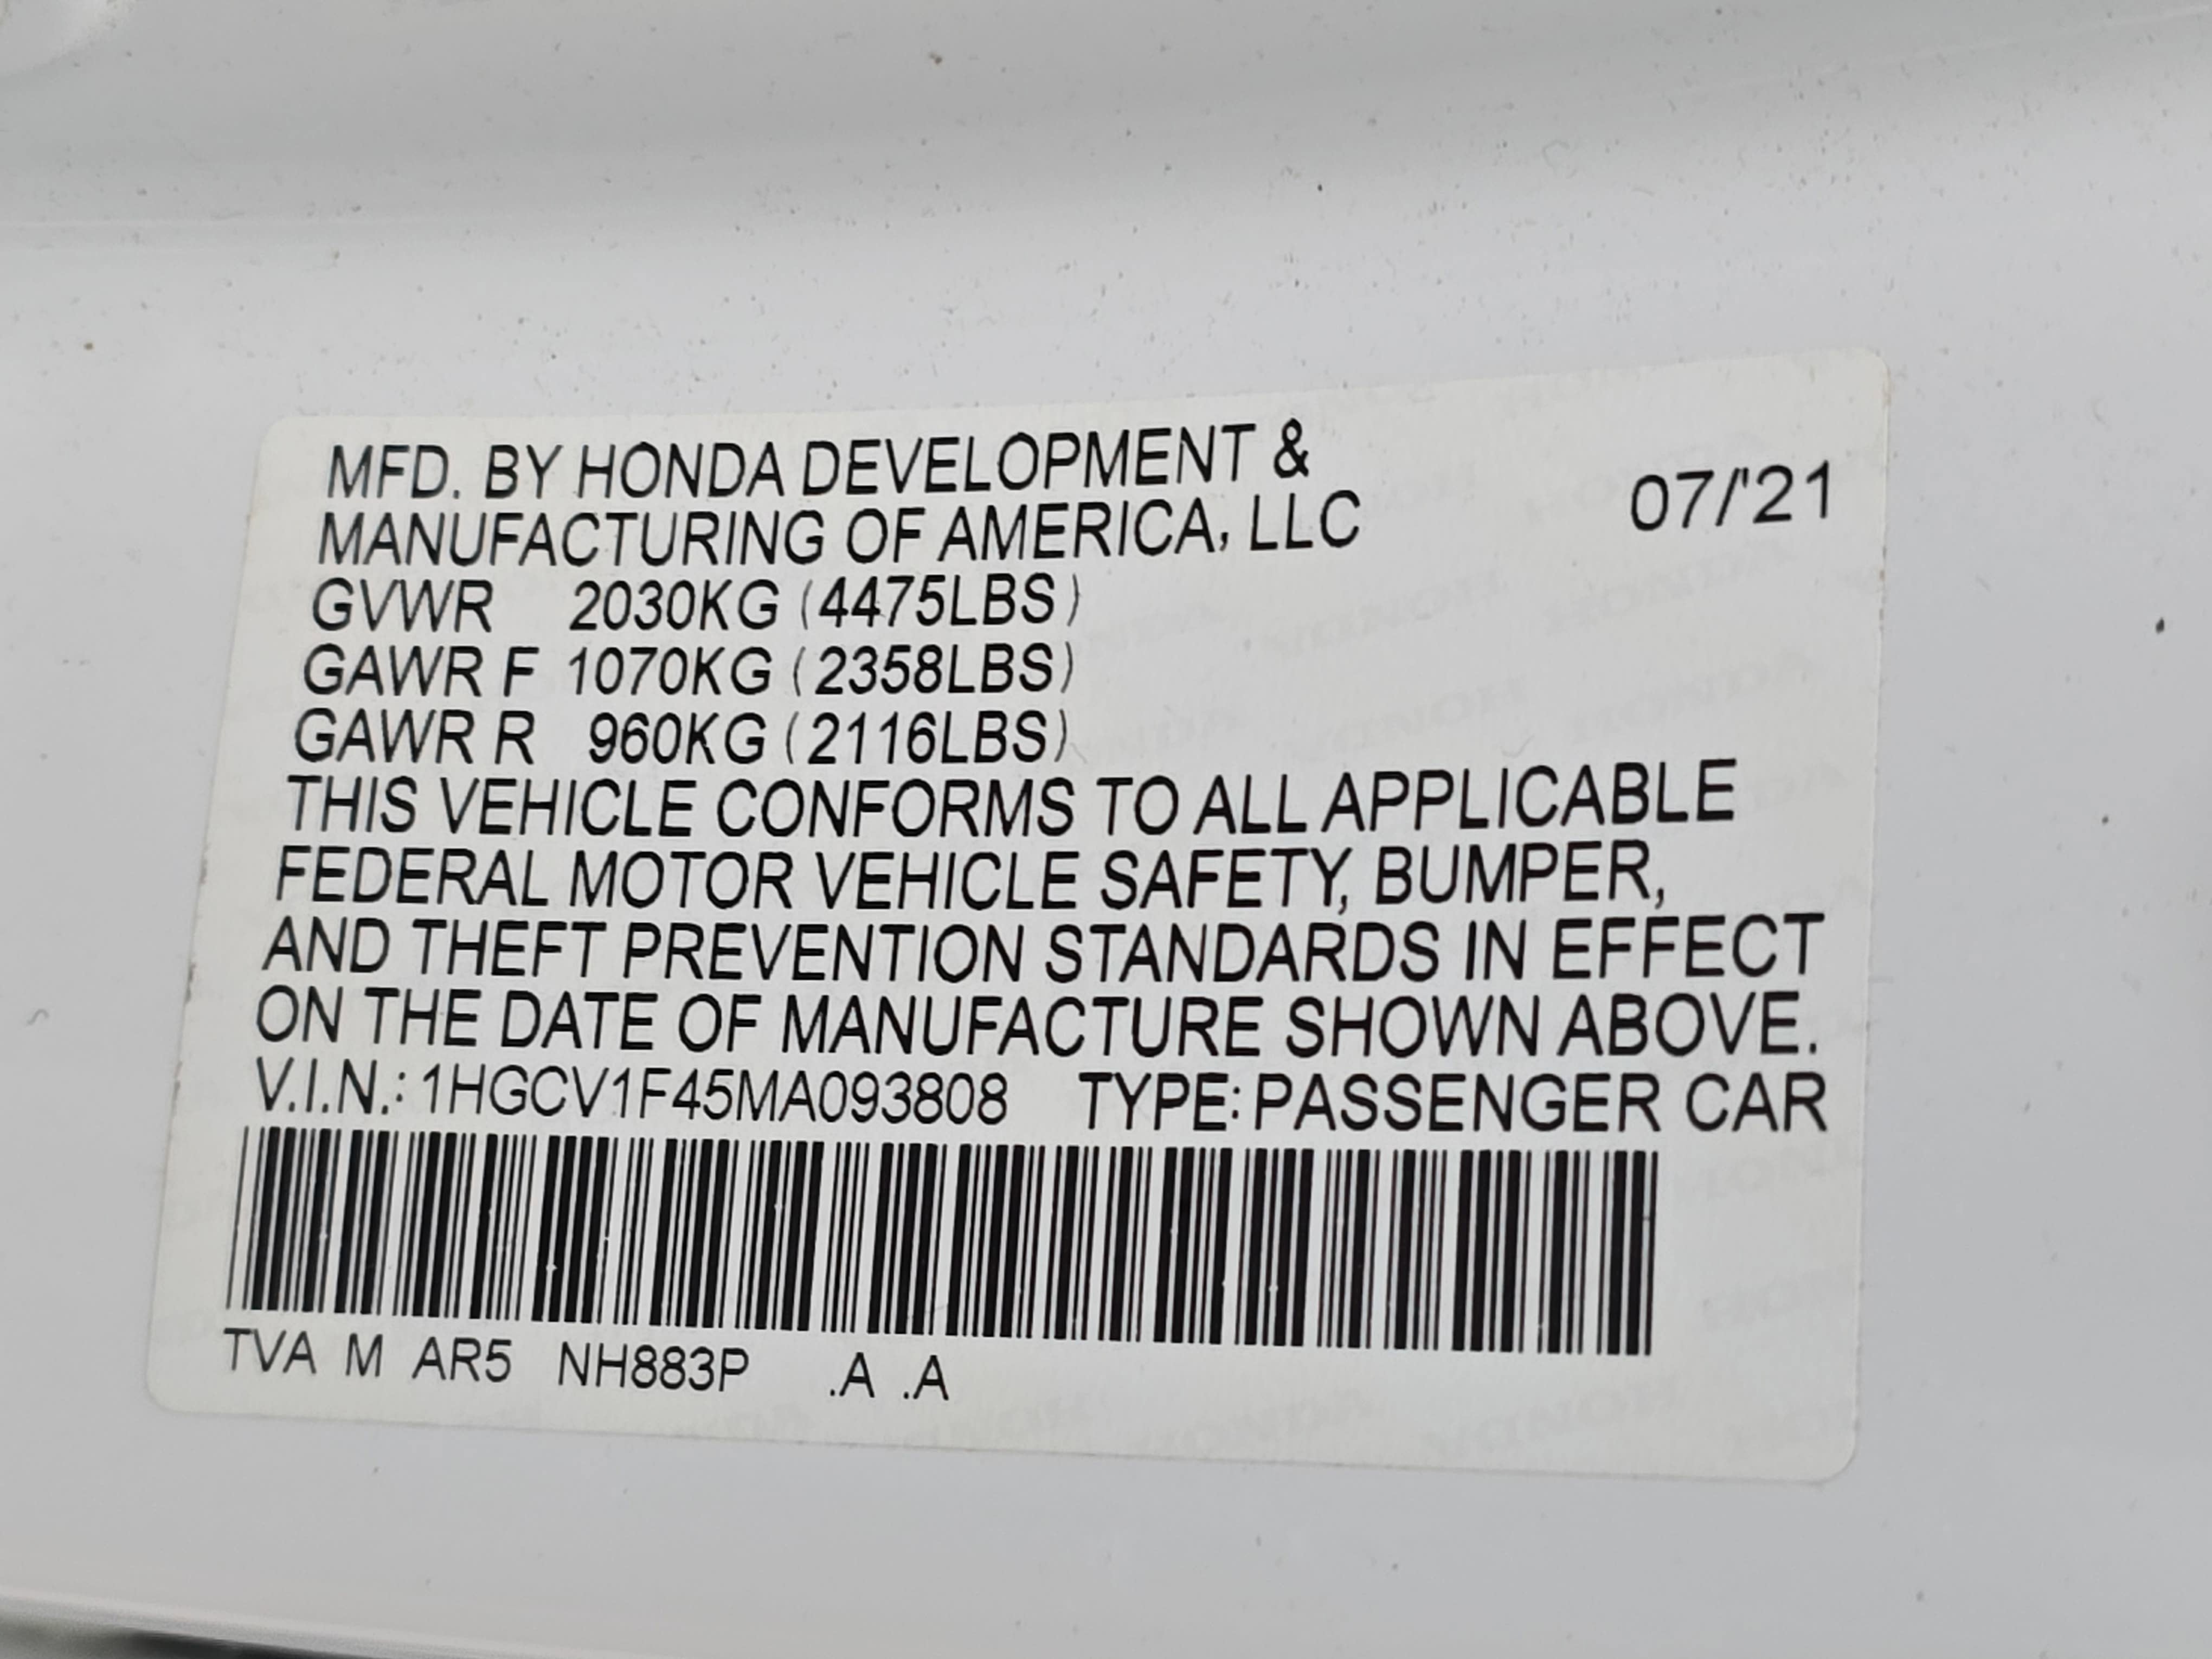 MFD. BY HONDA DEVELOPMENT &
MANUFACTURING OF AMERICA, LLC 07/'21
GVWR 2030KG (4475LBS)
GAWR F 1070KG (2358LBS)
GAWR R 960KG (2116LBS)
THIS VEHICLE CONFORMS TO ALL APPLICABLE
FEDERAL MOTOR VEHICLE SAFETY, BUMPER,
AND THEFT PREVENTION STANDARDS IN EFFECT
ON THE DATE OF MANUFACTURE SHOWN ABOVE.
V.I.N.: 1HGCV1F45MA093808 TYPE: PASSENGER CAR
TVA M AR5 NH883P .A .A